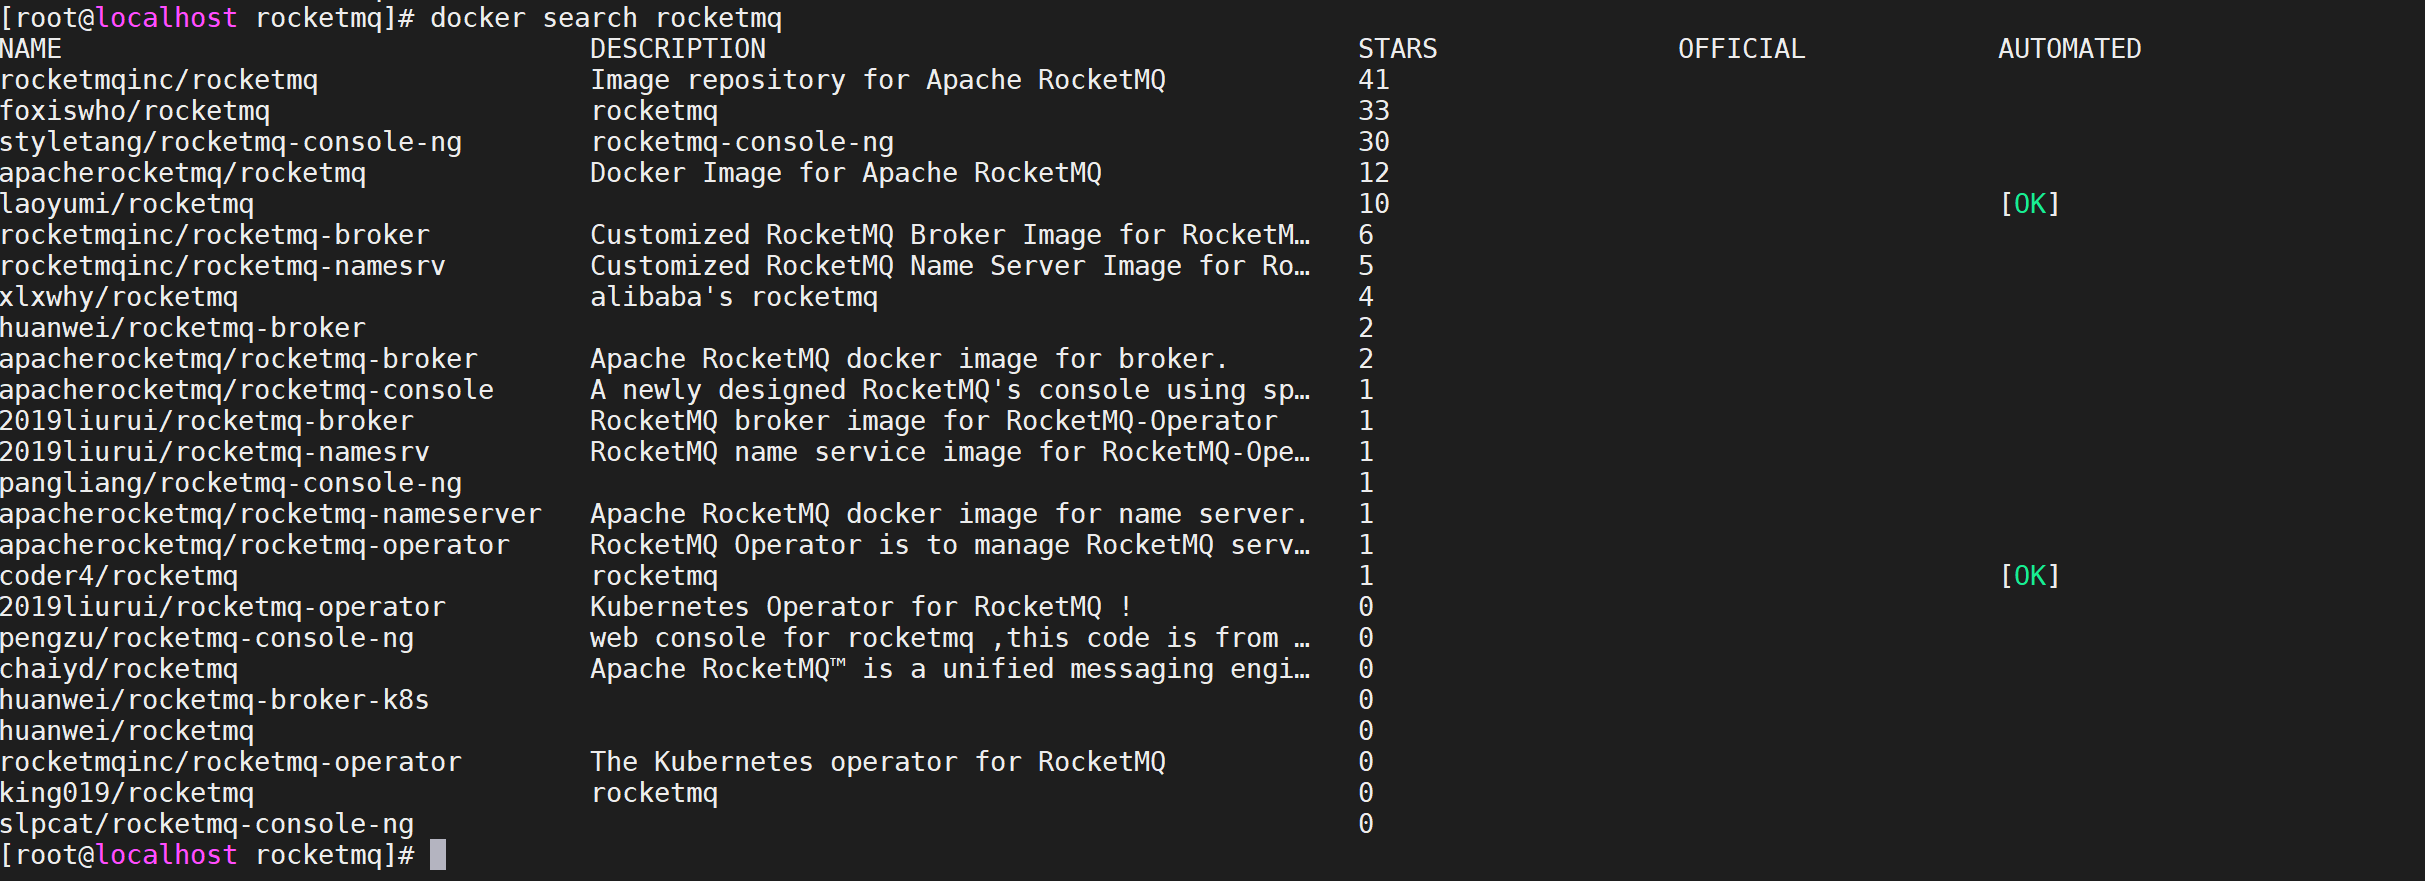 [root@localhost rocketmq]# docker search rocketmq
NAME DESCRIPTION STARS OFFICIAL AUTOMATED
rocketmqinc/rocketmq Image repository for Apache RocketMQ 41
foxiswho/rocketmq rocketmq 33
styletang/rocketmq-console-ng rocketmq-console-ng 30
apacherocketmq/rocketmq Docker Image for Apache RocketMQ 12
laoyumi/rocketmq 10 [OK]
rocketmqinc/rocketmq-broker Customized RocketMQ Broker Image for RocketM… 6
rocketmqinc/rocketmq-namesrv Customized RocketMQ Name Server Image for Ro… 5
xlxwhy/rocketmq alibaba's rocketmq 4
huanwei/rocketmq-broker 2
apacherocketmq/rocketmq-broker Apache RocketMQ docker image for broker. 2
apacherocketmq/rocketmq-console A newly designed RocketMQ's console using sp… 1
2019liurui/rocketmq-broker RocketMQ broker image for RocketMQ-Operator 1
2019liurui/rocketmq-namesrv RocketMQ name service image for RocketMQ-Ope… 1
pangliang/rocketmq-console-ng 1
apacherocketmq/rocketmq-nameserver Apache RocketMQ docker image for name server. 1
apacherocketmq/rocketmq-operator RocketMQ Operator is to manage RocketMQ serv… 1
coder4/rocketmq rocketmq 1 [OK]
2019liurui/rocketmq-operator Kubernetes Operator for RocketMQ ! 0
pengzu/rocketmq-console-ng web console for rocketmq ,this code is from … 0
chaiyd/rocketmq Apache RocketMQ™ is a unified messaging engi… 0
huanwei/rocketmq-broker-k8s 0
huanwei/rocketmq 0
rocketmqinc/rocketmq-operator The Kubernetes operator for RocketMQ 0
king019/rocketmq rocketmq 0
slpcat/rocketmq-console-ng 0
[root@localhost rocketmq]#